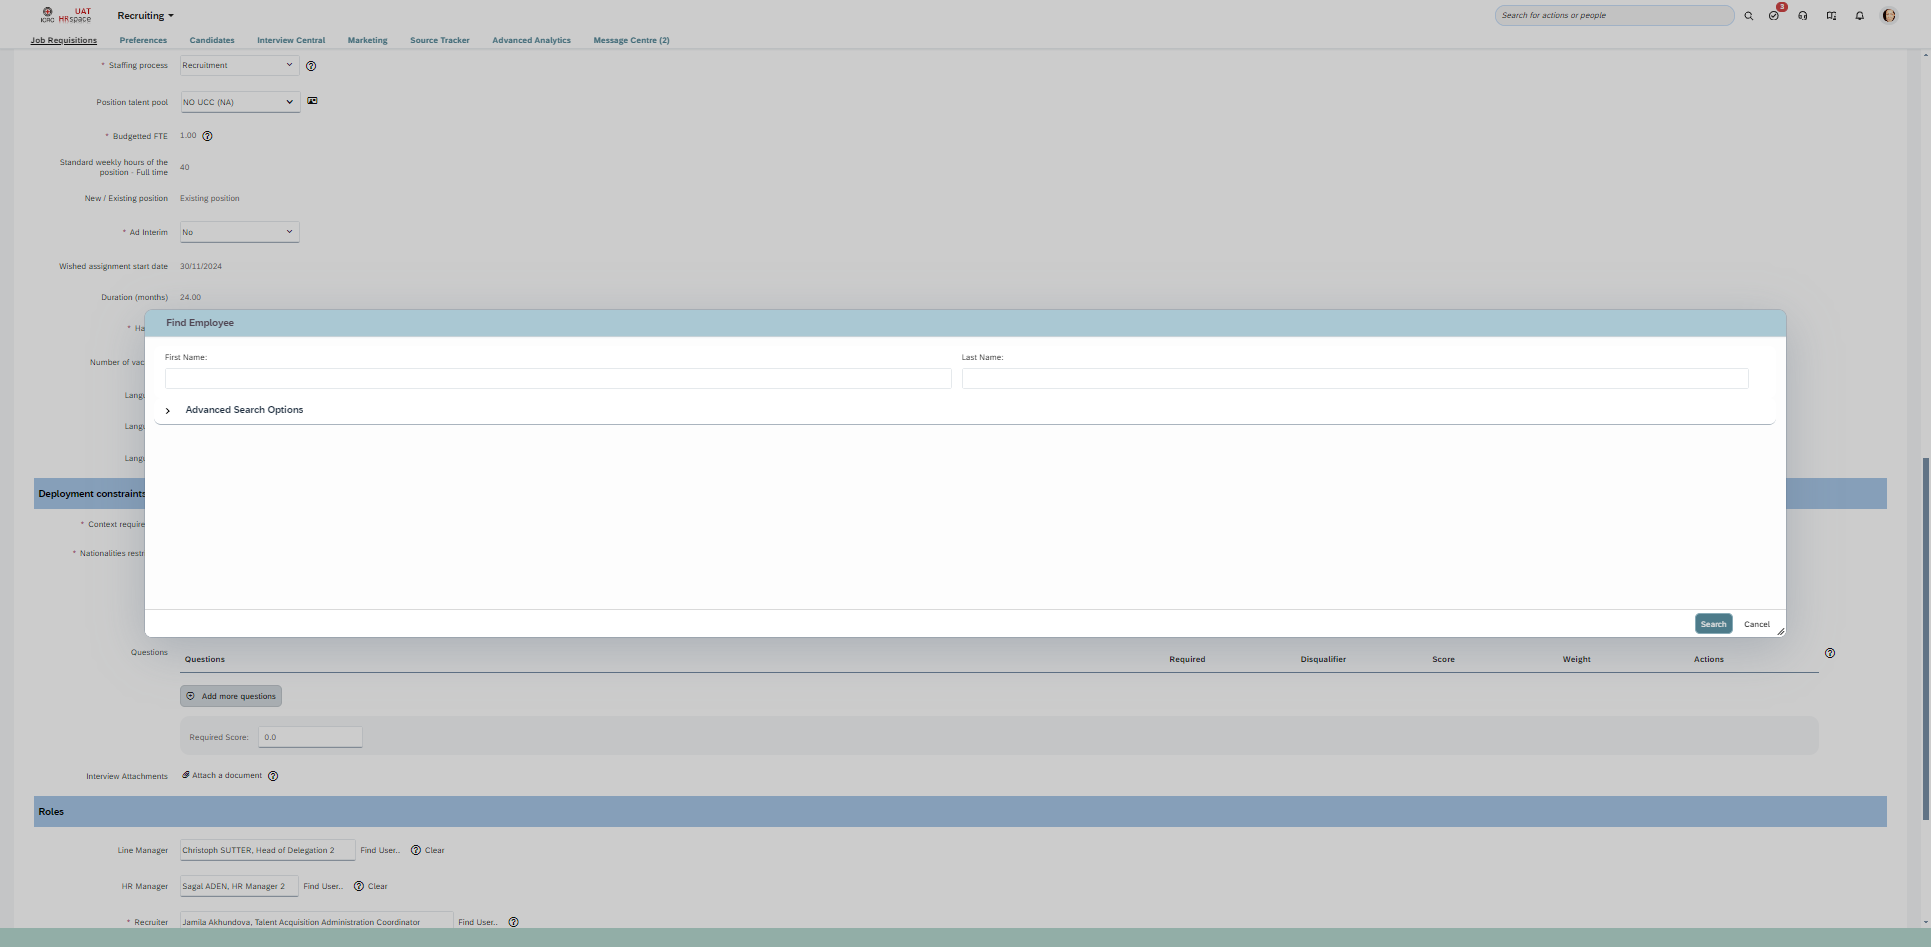 UAT
ICRC HRspace
Recruiting
Search for actions or people
3
Job Requisitions
Preferences
Candidates
Interview Central
Marketing
Source Tracker
Advanced Analytics
Message Centre (2)
* Staffing process
Recruitment
Position talent pool
NO UCC (NA)
* Budgetted FTE
1.00
Standard weekly hours of the
position - Full time
40
New / Existing position
Existing position
* Ad Interim
No
Wished assignment start date
30/11/2024
Duration (months)
24.00
* Ha
Find Employee
First Name:
Last Name:
Number of vac
Langu
Advanced Search Options
Langu
Langu
Deployment constraints
* Context require
* Nationalities restr
Search
Cancel
Questions
Questions
Required
Disqualifier
Score
Weight
Actions
Add more questions
Required Score:
0.0
Interview Attachments
Attach a document
Roles
Line Manager
Christoph SUTTER, Head of Delegation 2
Find User..
Clear
HR Manager
Sagal ADEN, HR Manager 2
Find User..
Clear
* Recruiter
Jamila Akhundova, Talent Acquisition Administration Coordinator
Find User..